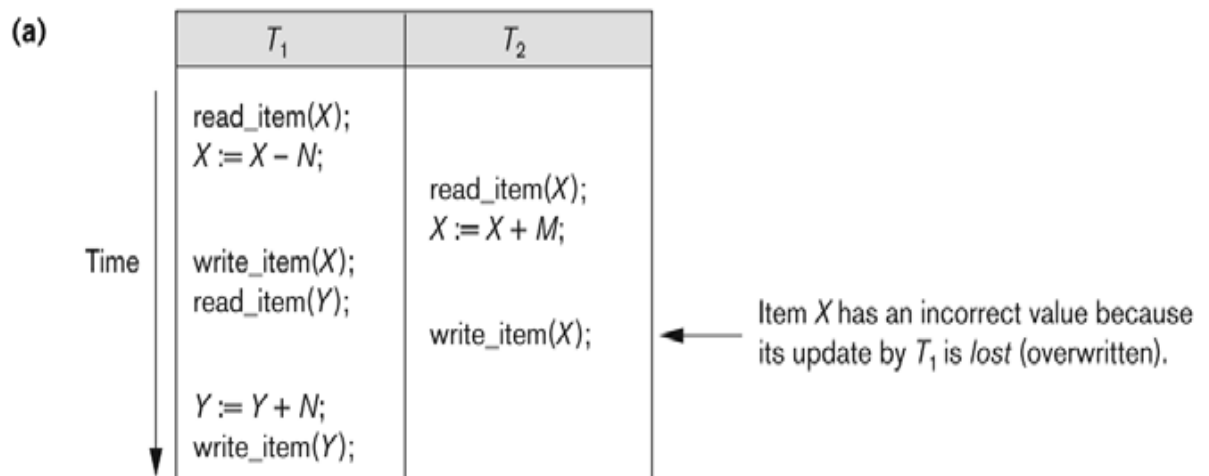 (a)
T1 T2
read_item(X);
X := X – N;
read_item(X);
X := X + M;
Time
write_item(X);
read_item(Y);
write_item(X);
Item X has an incorrect value because
its update by T1 is lost (overwritten).
Y := Y + N;
write_item(Y);